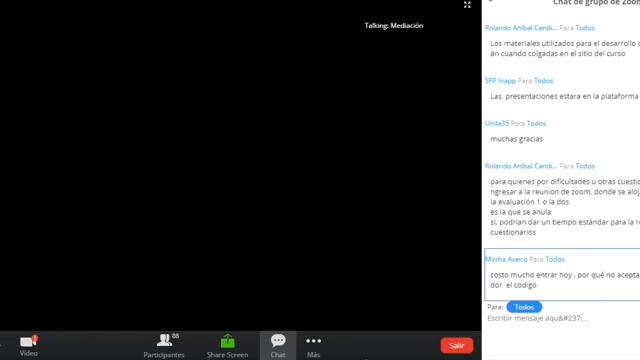 Chat de grupo de Zoom
Talking: Mediación
Rolando Aníbal Candi... Para Todos
Los materiales utilizados para el desarrollo
án cuando colgadas en el sitio del curso
SFP Inapp Para Todos
Las presentaciones estara en la plataforma
Unila35 Para Todos
muchas gracias
Rolando Aníbal Candi... Para Todos
para quienes por dificultades u otras
ngresar a la reunion de zoom, donde se
la evaluación 1 o la dos
es la que se anula
si, podrían dar un tiempo estándar para la
cuestionarios
Mirtha Aveiro Para Todos
costo mucho entrar hoy , por qué no
dor el codigo
Para: Todos
Escribir mensaje aqu&#237;...
Vídeo
88
Participantes
Share Screen
Chat
Más
Salir